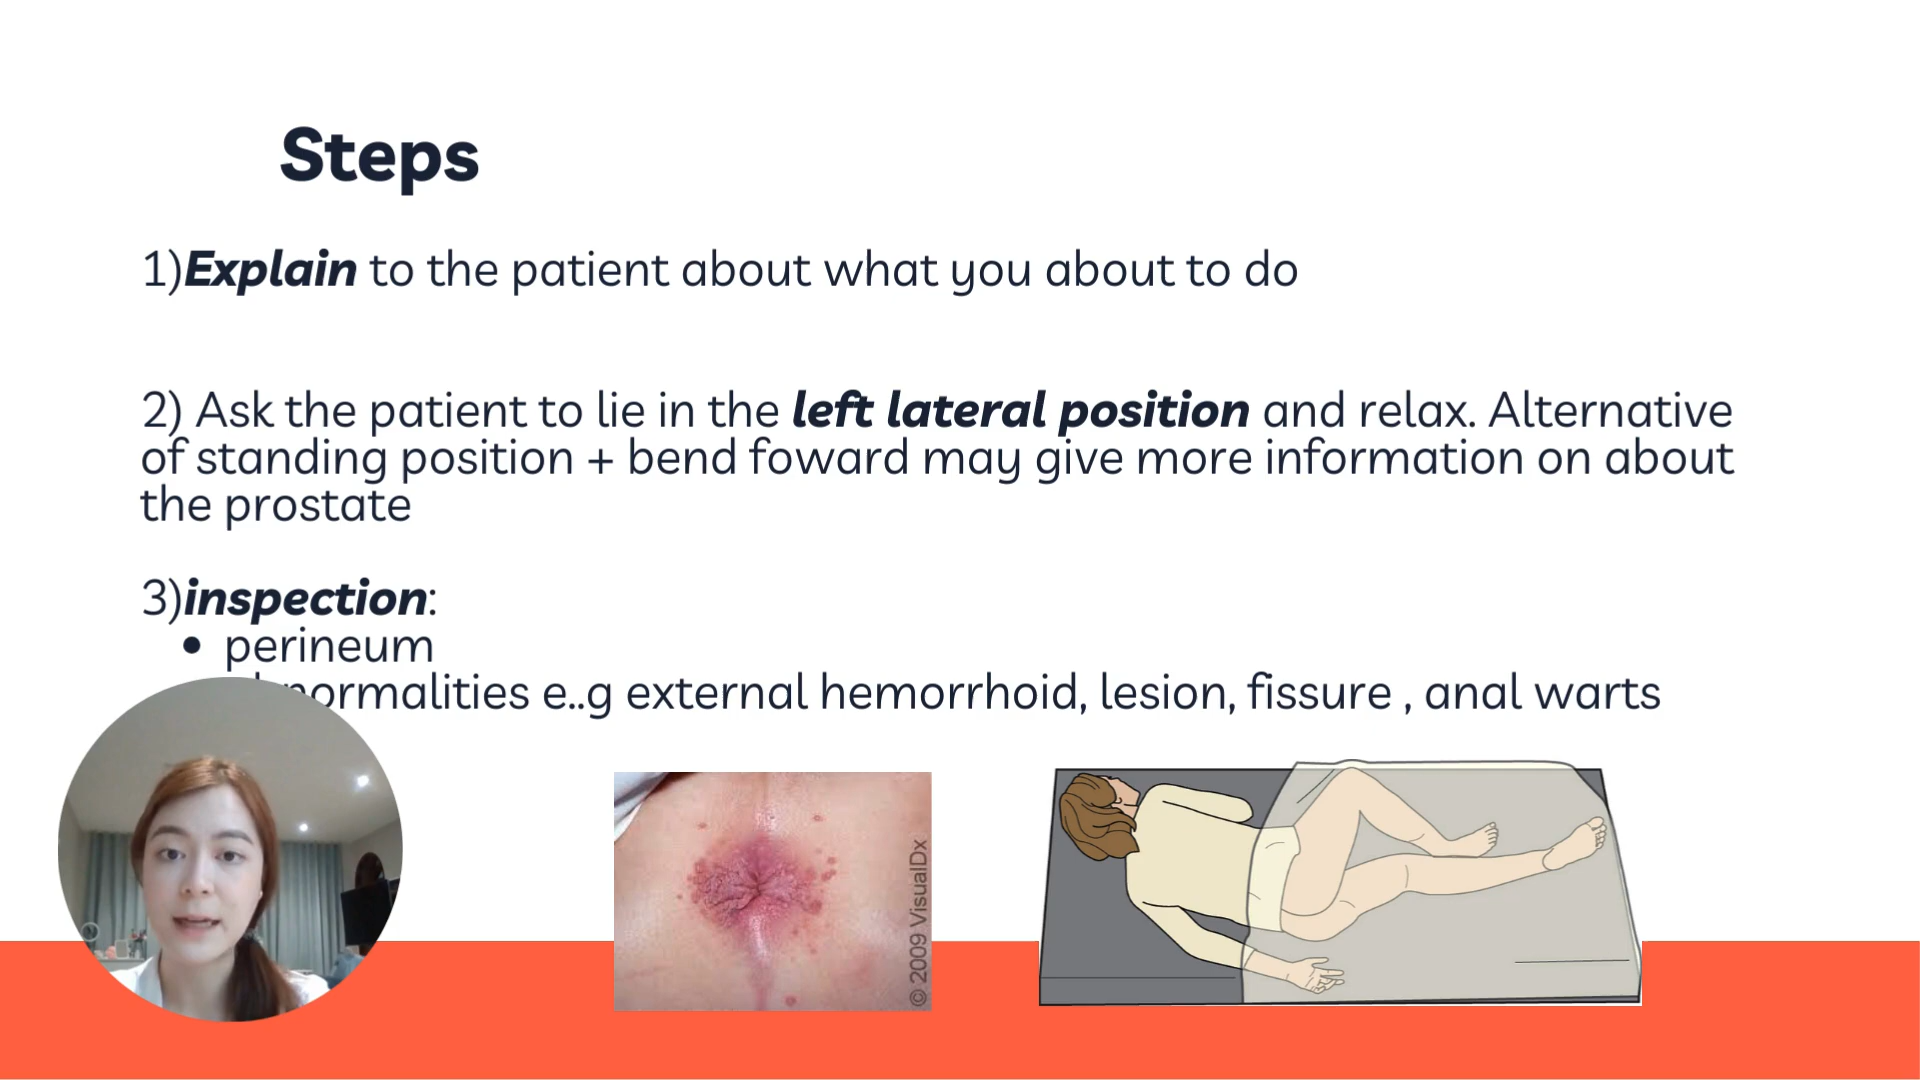 Steps
1)Explain to the patient about what you about to do
2) Ask the patient to lie in the left lateral position and relax. Alternative
of standing position + bend foward may give more information on about
the prostate
3)inspection:
• perineum
normalities e..g external hemorrhoid, lesion, fissure , anal warts
© 2009 VisualDx